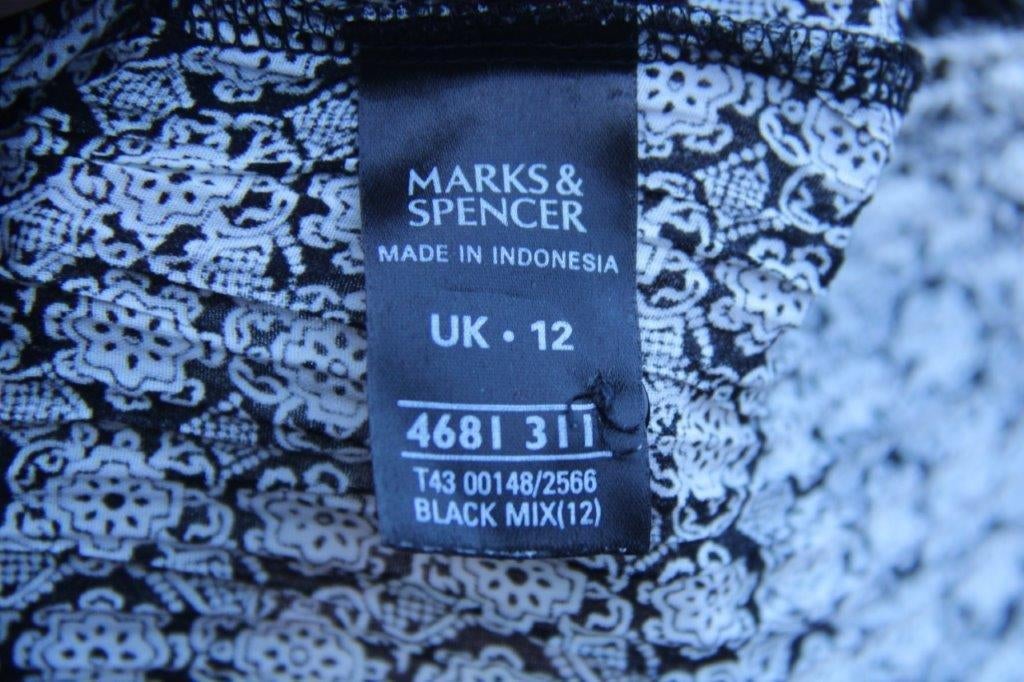 MARKS &
SPENCER
MADE IN INDONESIA
UK • 12
4681 311
T43 00148/2566
BLACK MIX(12)